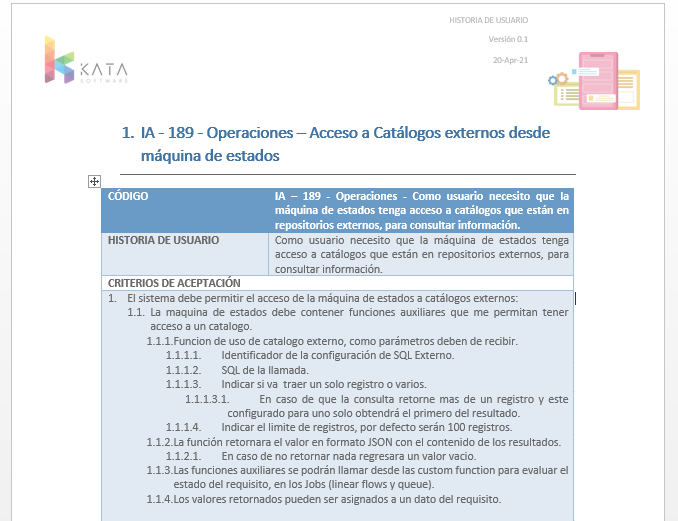 HISTORIA DE USUARIO
Versión 0.1
20-Apr-21
KATA
SOFTWARE
1. IA - 189 - Operaciones – Acceso a Catálogos externos desde
máquina de estados
CÓDIGO
IA – 189 - Operaciones - Como usuario necesito que la
máquina de estados tenga acceso a catálogos que están en
repositorios externos, para consultar información.
HISTORIA DE USUARIO
Como usuario necesito que la máquina de estados tenga
acceso a catálogos que están en repositorios externos, para
consultar información.
CRITERIOS DE ACEPTACIÓN
1. El sistema debe permitir el acceso de la máquina de estados a catálogos externos:
1.1. La maquina de estados debe contener funciones auxiliares que me permitan tener
acceso a un catalogo.
1.1.1.Funcion de uso de catalogo externo, como parámetros deben de recibir.
1.1.1.1. Identificador de la configuración de SQL Externo.
1.1.1.2. SQL de la llamada.
1.1.1.3. Indicar si va traer un solo registro o varios.
1.1.1.3.1. En caso de que la consulta retorne mas de un registro y este
configurado para uno solo obtendrá el primero del resultado.
1.1.1.4. Indicar el limite de registros, por defecto serán 100 registros.
1.1.2.La función retornara el valor en formato JSON con el contenido de los resultados.
1.1.2.1. En caso de no retornar nada regresara un valor vacio.
1.1.3.Las funciones auxiliares se podrán llamar desde las custom function para evaluar el
estado del requisito, en los Jobs (linear flows y queue).
1.1.4.Los valores retornados pueden ser asignados a un dato del requisito.